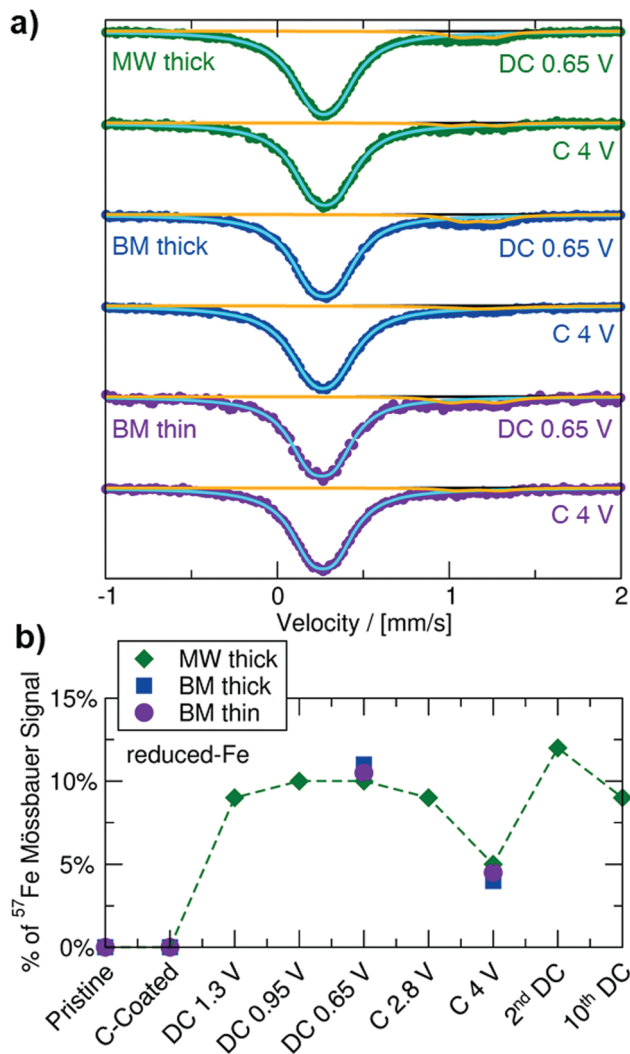 a)
MW thick
DC 0.65 V
C 4 V
BM thick
DC 0.65 V
C 4 V
BM thin
DC 0.65 V
C 4 V
-1
0
1
2
Velocity / [mm/s]
b)
MW thick
BM thick
BM thin
15%
reduced-Fe
10%
5%
0%
% of ⁵⁷Fe Mössbauer Signal
Pristine
C-Coated
DC 1.3 V
DC 0.95 V
DC 0.65 V
C 2.8 V
C 4 V
2ⁿᵈ DC
10ᵗʰ DC